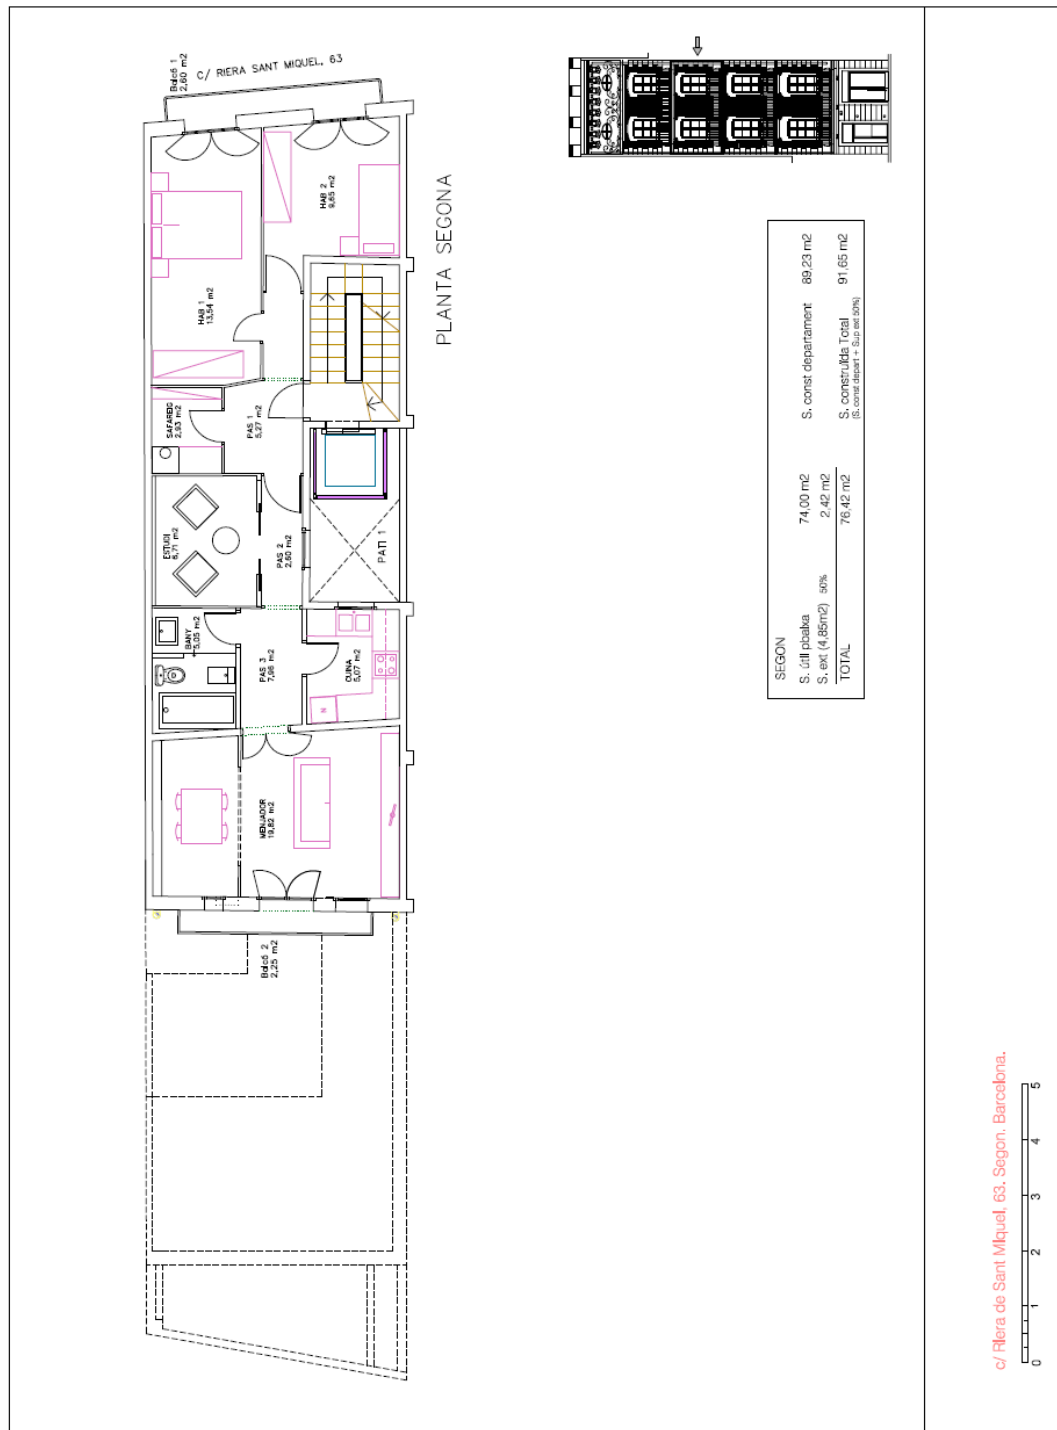 C/ RIERA SANT MIQUEL, 63
Balcó 1
2,60 m2
HAB 1
13,54 m2
HAB 2
9,65 m2
SAFAREIG
2,93 m2
PAS 1
5,27 m2
ESTUDI
6,71 m2
PAS 2
2,60 m2
PATI 1
BANY
5,05 m2
PAS 3
7,96 m2
CUINA
5,07 m2
N
MENJADOR
19,82 m2
Balcó 2
2,25 m2
PLANTA SEGONA
SEGON
S. útil pbaixa 74,00 m2 S. const departament 89,23 m2
S. ext (4,85m2) 50% 2,42 m2
TOTAL 76,42 m2 S. construïda Total 91,65 m2
(S. const depart + Sup ext 50%)
c/ Riera de Sant Miquel, 63. Segon. Barcelona.
0 1 2 3 4 5